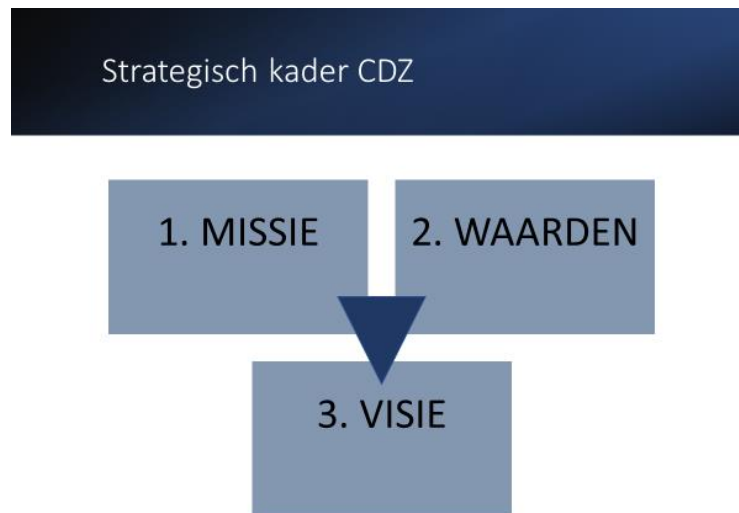 Strategisch kader CDZ
1. MISSIE
2. WAARDEN
3. VISIE